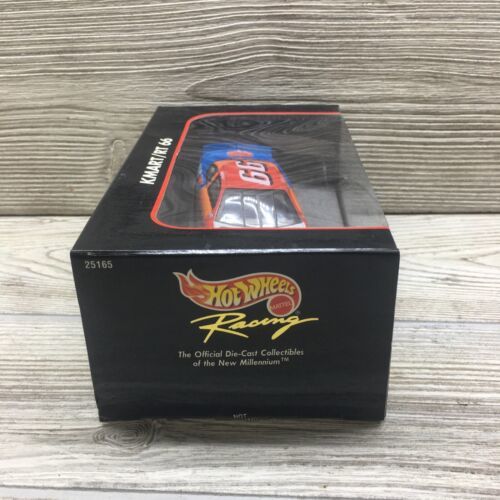 KMART/RT 66
66
25165
HOT WHEELS
MATTEL
Racing
The Official Die-Cast Collectibles
of the New Millennium™